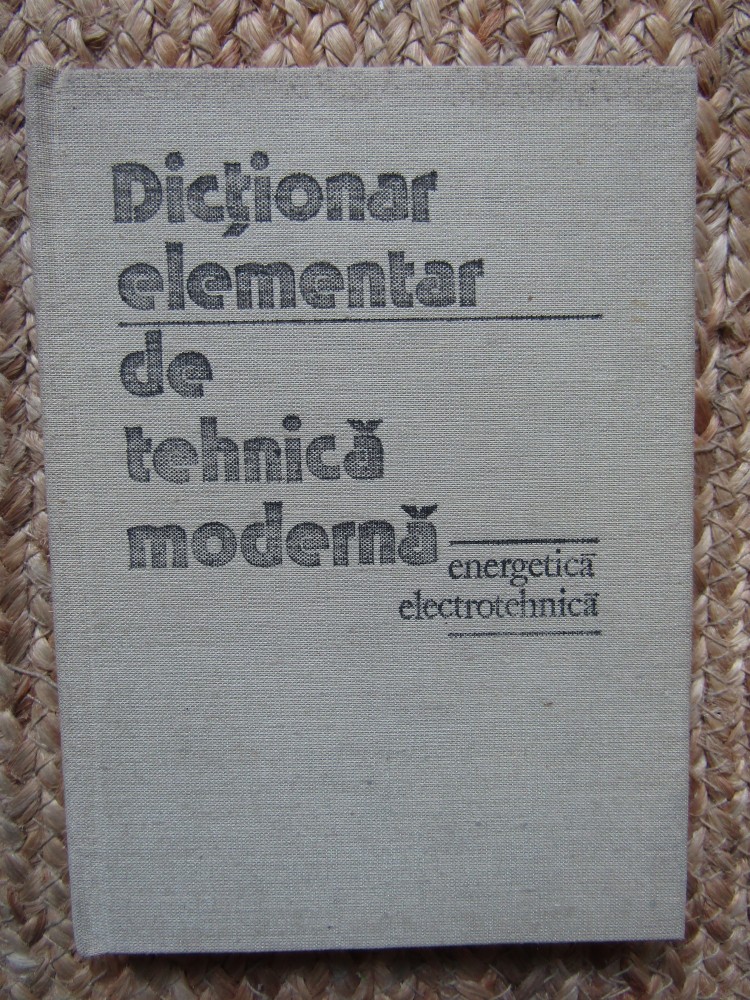 Dicționar
elementar
de
tehnică
modernă
energetică
electrotehnică